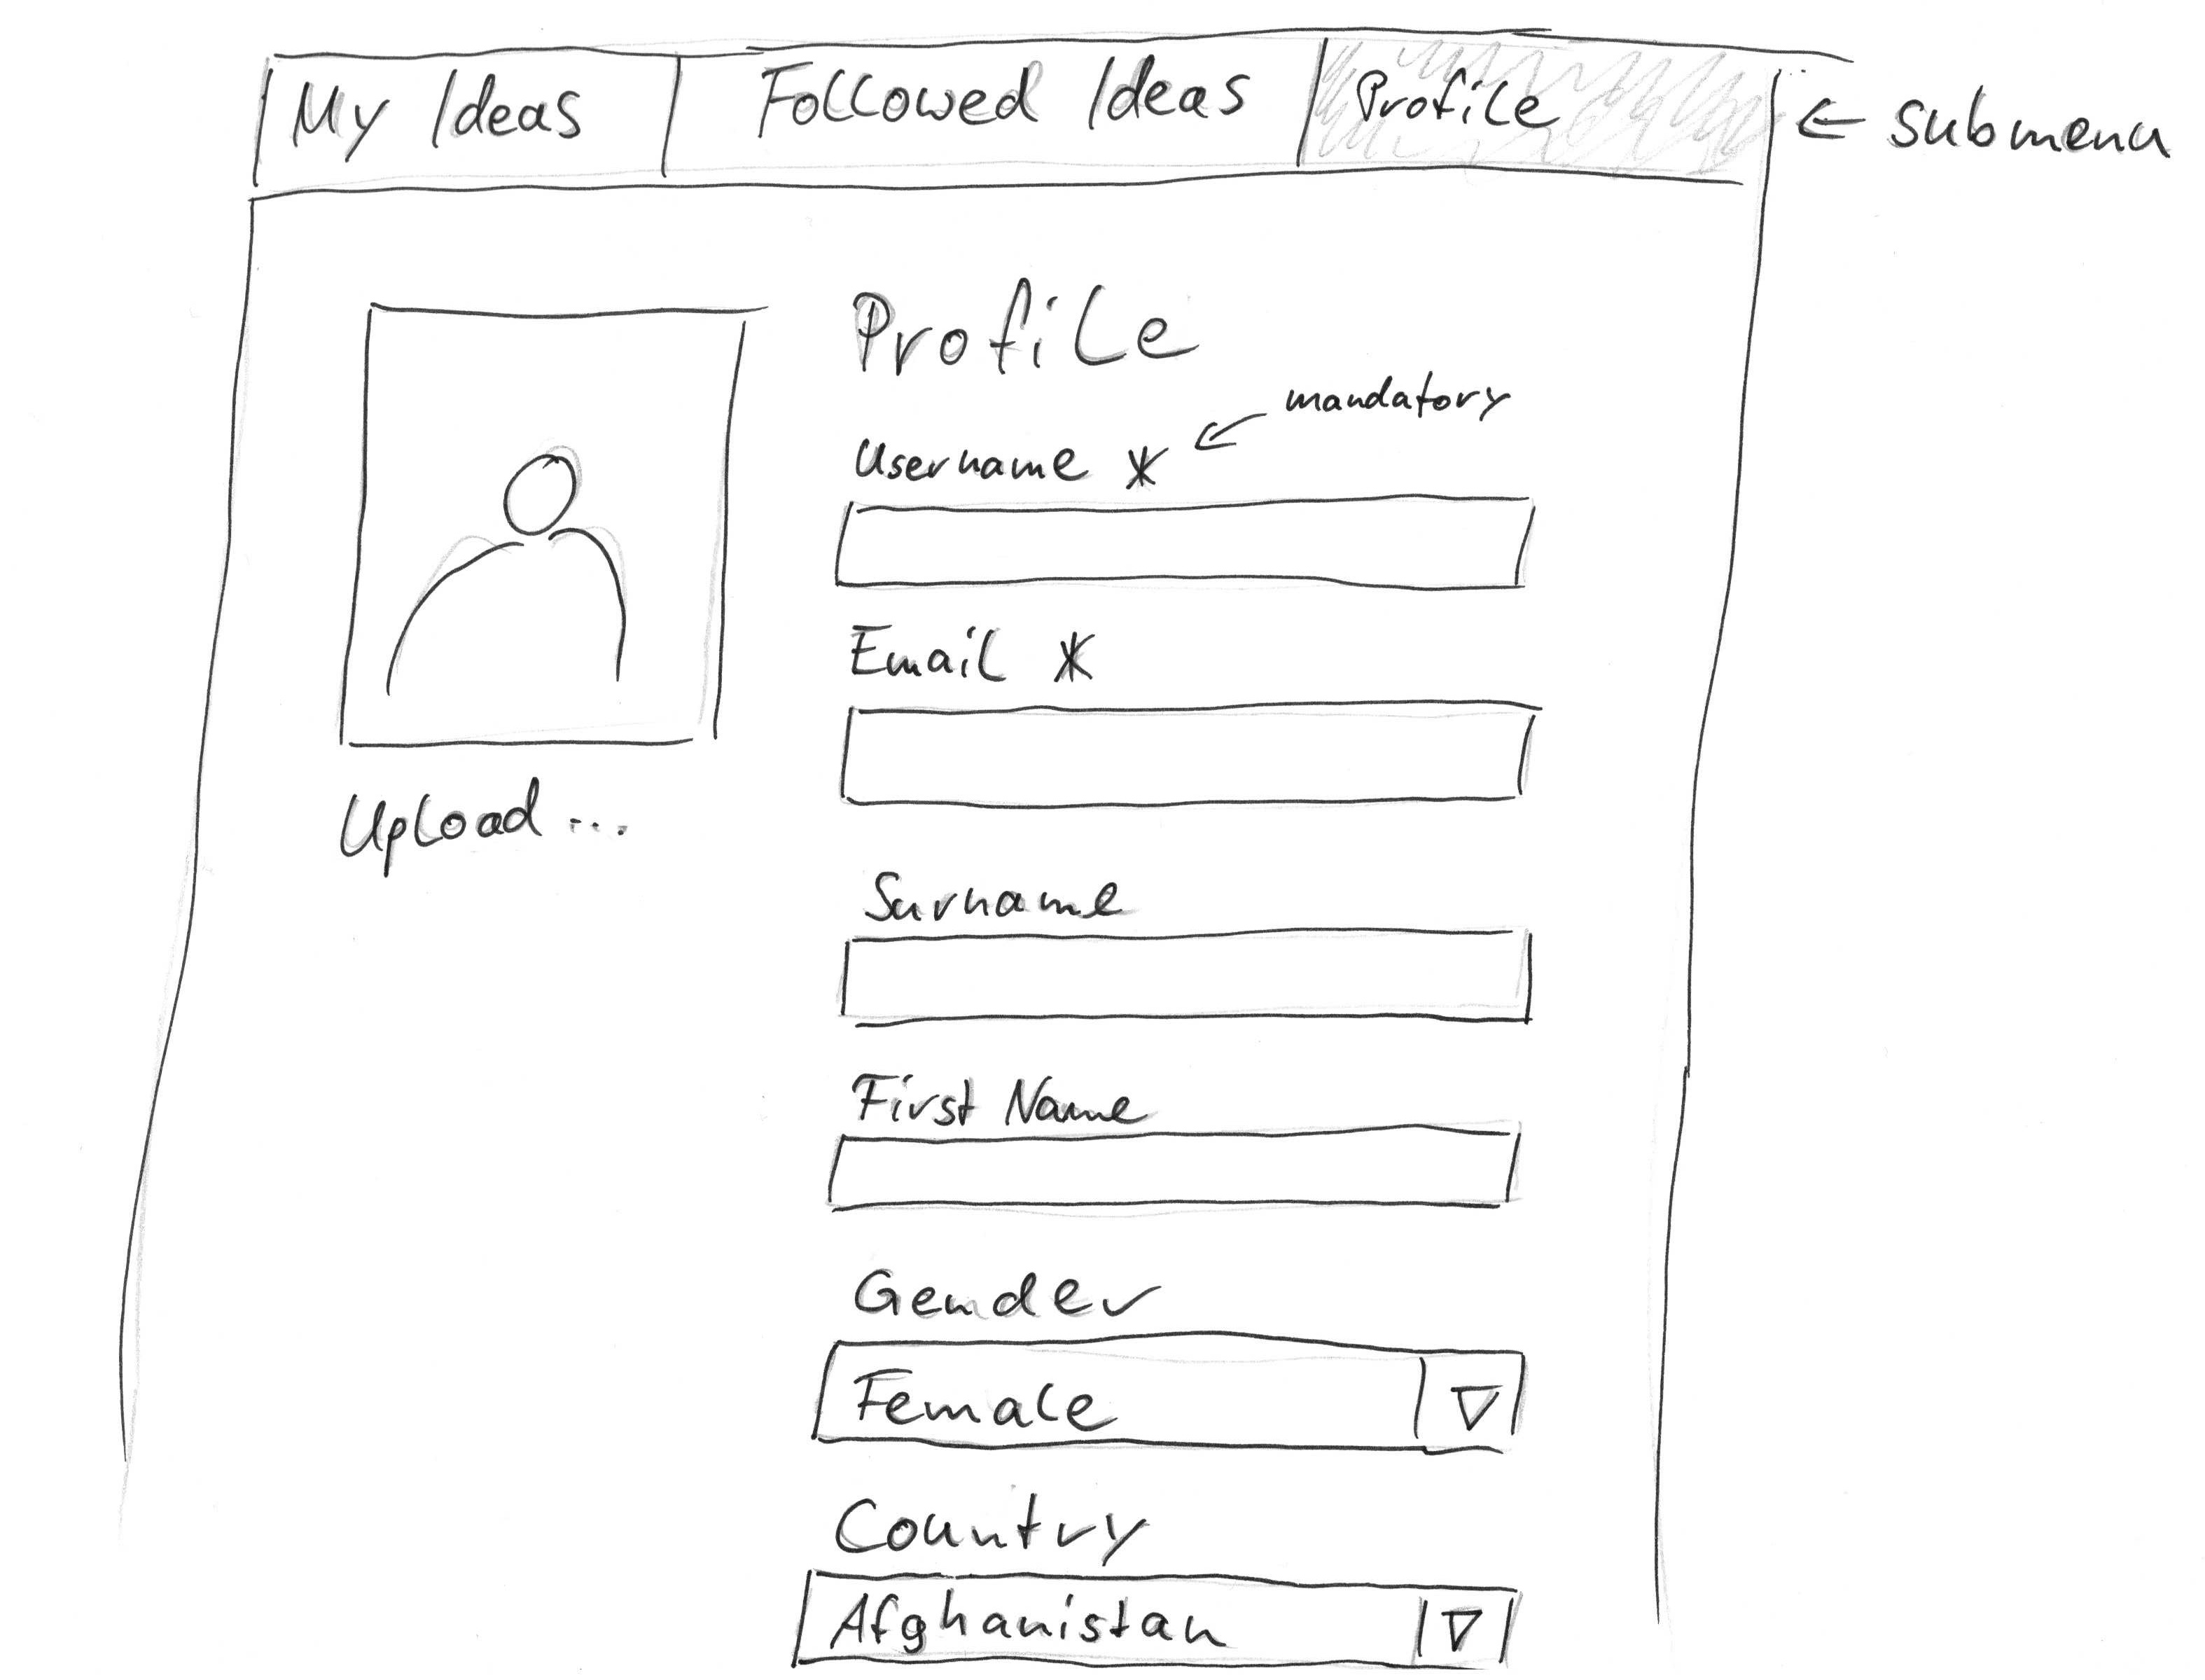 My Ideas Followed Ideas Profile ← submenu
Profile
← mandatory
Username *
Email *
Upload...
Surname
First Name
Gender
Female
Country
Afghanistan